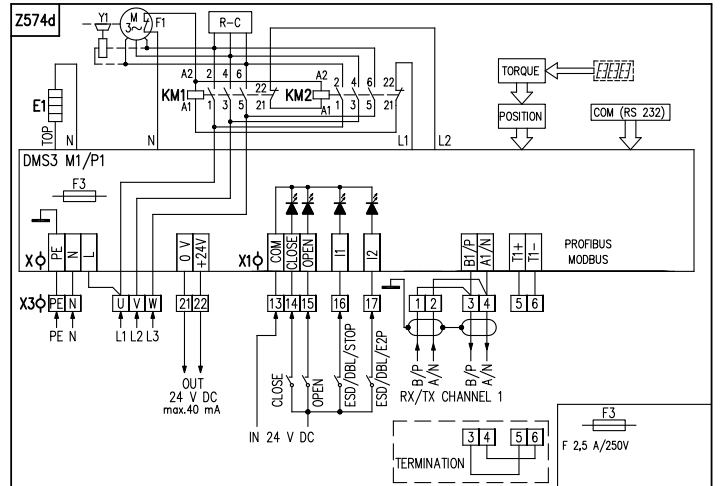 Z574d
Y1
M
3~
F1
R-C
A2
2 4 6
22
A2
2 4 6
22
KM1
A1
1 3 5
21
KM2
A1
1 3 5
21
TORQUE
POSITION
COM (RS 232)
E1
TOP
N
N
L1
L2
DMS3 M1/P1
F3
X
PE
N
L
0 V
+24V
X1
COM
CLOSE
OPEN
I1
I2
B1/P
A1/N
T1+
T1-
PROFIBUS
MODBUS
X3
PE N
U V W
21 22
13 14 15
16
17
1 2
3 4
5 6
PE N
L1 L2 L3
OUT
24 V DC
max.40 mA
CLOSE
OPEN
ESD/DBL/STOP
ESD/DBL/E2P
IN 24 V DC
B/P
A/N
B/P
A/N
RX/TX CHANNEL 1
TERMINATION
3 4
5 6
F3
F 2,5 A/250V